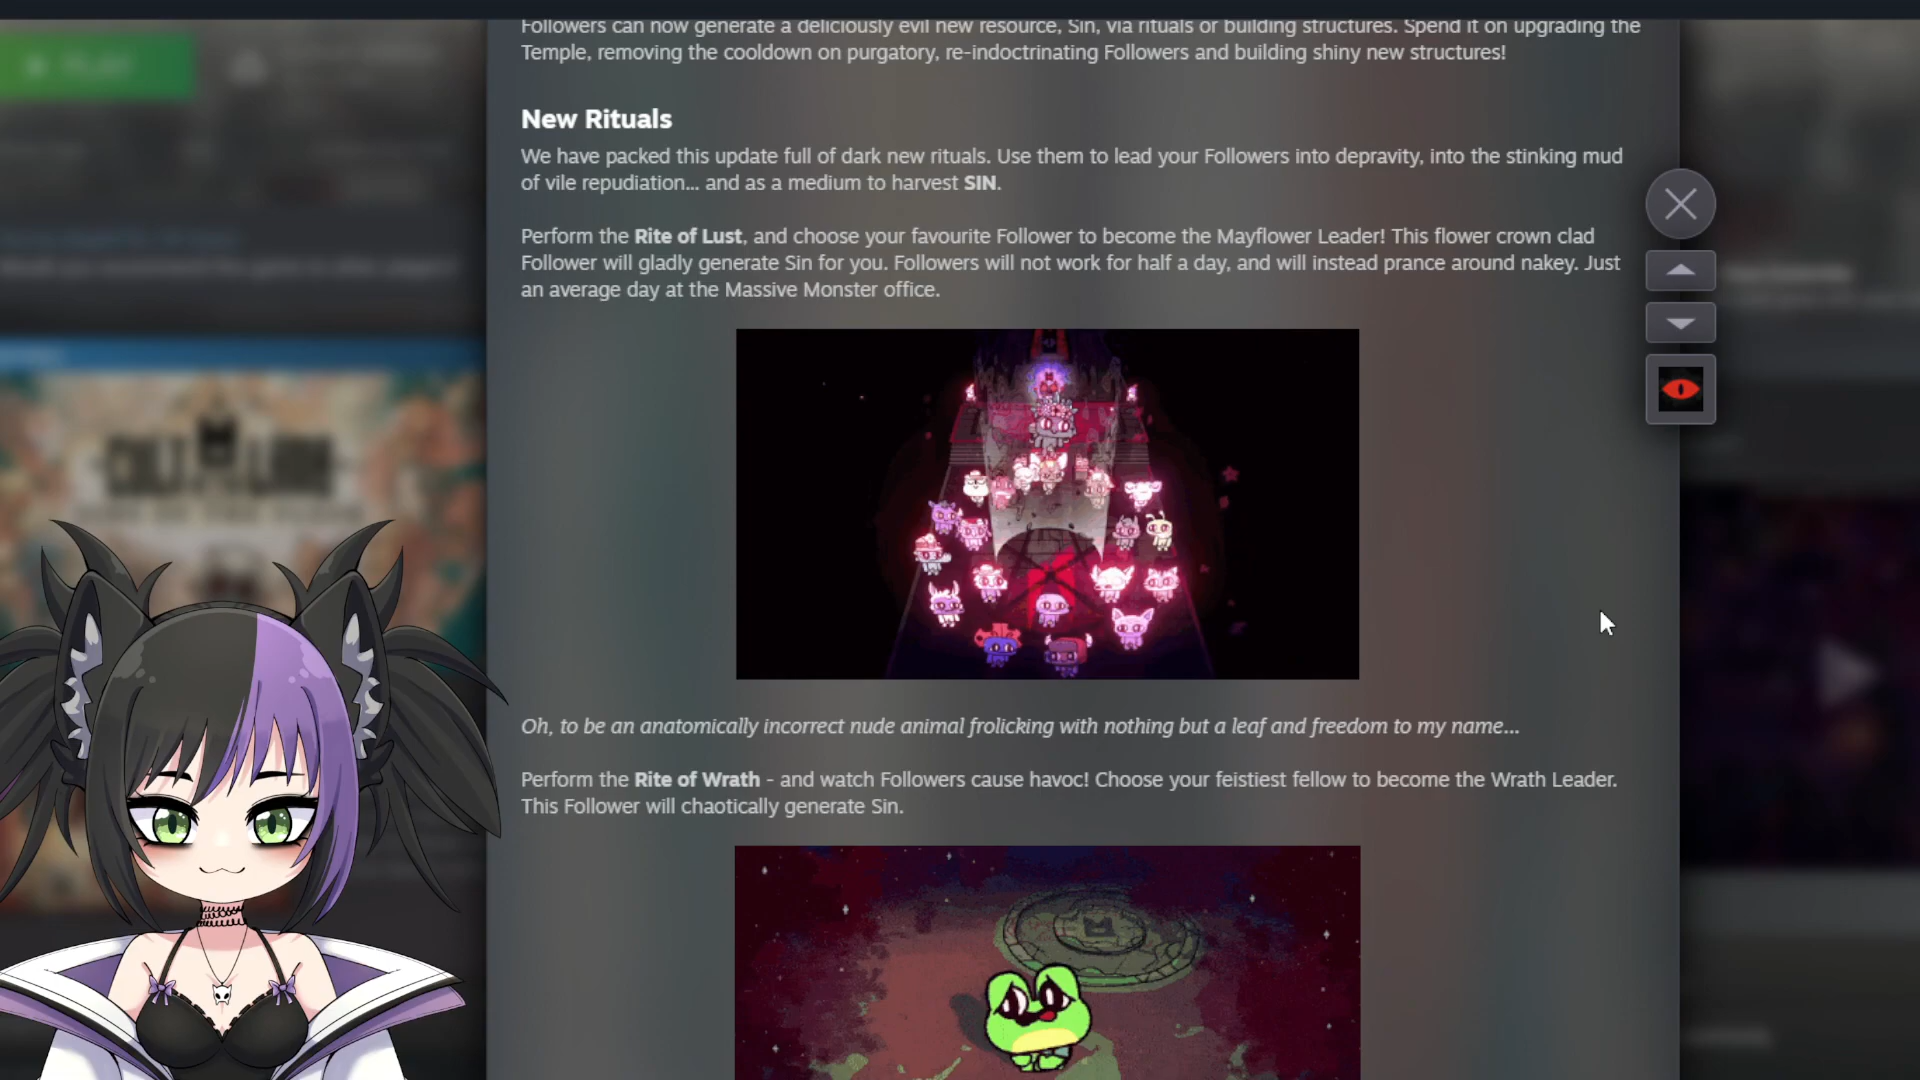 Followers can now generate a deliciously evil new resource, Sin, via rituals or building structures. Spend it on upgrading the
Temple, removing the cooldown on purgatory, re-indoctrinating Followers and building shiny new structures!
New Rituals
We have packed this update full of dark new rituals. Use them to lead your Followers into depravity, into the stinking mud
of vile repudiation... and as a medium to harvest SIN.
Perform the Rite of Lust, and choose your favourite Follower to become the Mayflower Leader! This flower crown clad
Follower will gladly generate Sin for you. Followers will not work for half a day, and will instead prance around nakey. Just
an average day at the Massive Monster office.
Oh, to be an anatomically incorrect nude animal frolicking with nothing but a leaf and freedom to my name...
Perform the Rite of Wrath - and watch Followers cause havoc! Choose your feistiest fellow to become the Wrath Leader.
This Follower will chaotically generate Sin.
PLAY